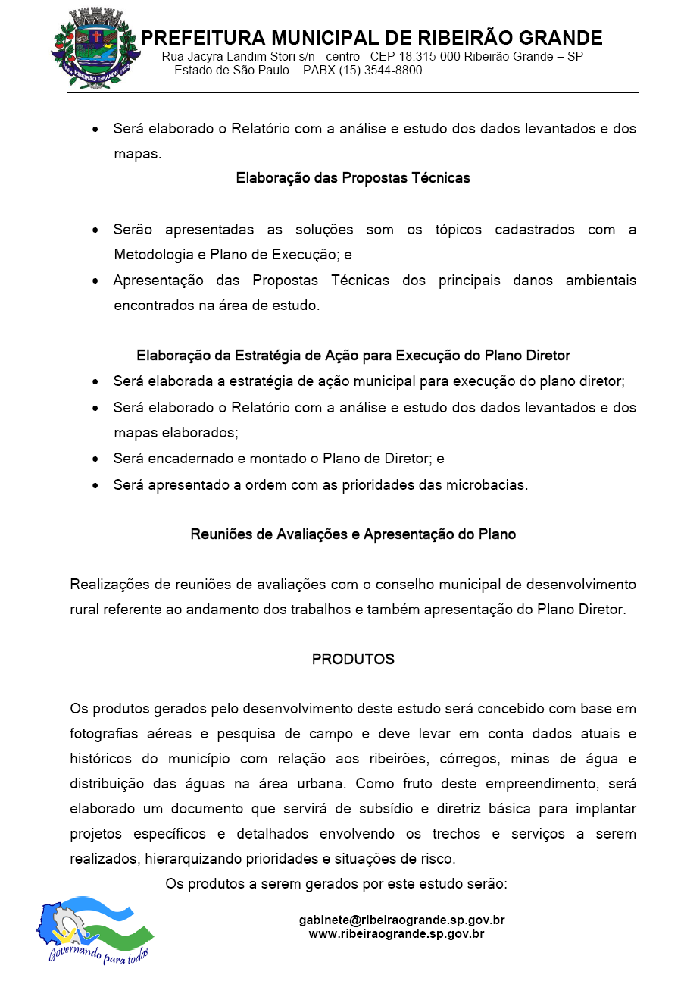 PREFEITURA MUNICIPAL DE RIBEIRÃO GRANDE
Rua Jacyra Landim Stori s/n - centro CEP 18.315-000 Ribeirão Grande – SP
Estado de São Paulo – PABX (15) 3544-8800
RIBEIRÃO GRANDE
• Será elaborado o Relatório com a análise e estudo dos dados levantados e dos
mapas.
Elaboração das Propostas Técnicas
• Serão apresentadas as soluções som os tópicos cadastrados com a
Metodologia e Plano de Execução; e
• Apresentação das Propostas Técnicas dos principais danos ambientais
encontrados na área de estudo.
Elaboração da Estratégia de Ação para Execução do Plano Diretor
• Será elaborada a estratégia de ação municipal para execução do plano diretor;
• Será elaborado o Relatório com a análise e estudo dos dados levantados e dos
mapas elaborados;
• Será encadernado e montado o Plano de Diretor; e
• Será apresentado a ordem com as prioridades das microbacias.
Reuniões de Avaliações e Apresentação do Plano
Realizações de reuniões de avaliações com o conselho municipal de desenvolvimento
rural referente ao andamento dos trabalhos e também apresentação do Plano Diretor.
PRODUTOS
Os produtos gerados pelo desenvolvimento deste estudo será concebido com base em
fotografias aéreas e pesquisa de campo e deve levar em conta dados atuais e
históricos do município com relação aos ribeirões, córregos, minas de água e
distribuição das águas na área urbana. Como fruto deste empreendimento, será
elaborado um documento que servirá de subsídio e diretriz básica para implantar
projetos específicos e detalhados envolvendo os trechos e serviços a serem
realizados, hierarquizando prioridades e situações de risco.
Os produtos a serem gerados por este estudo serão:
gabinete@ribeiraogrande.sp.gov.br
www.ribeiraogrande.sp.gov.br
Governando para todos